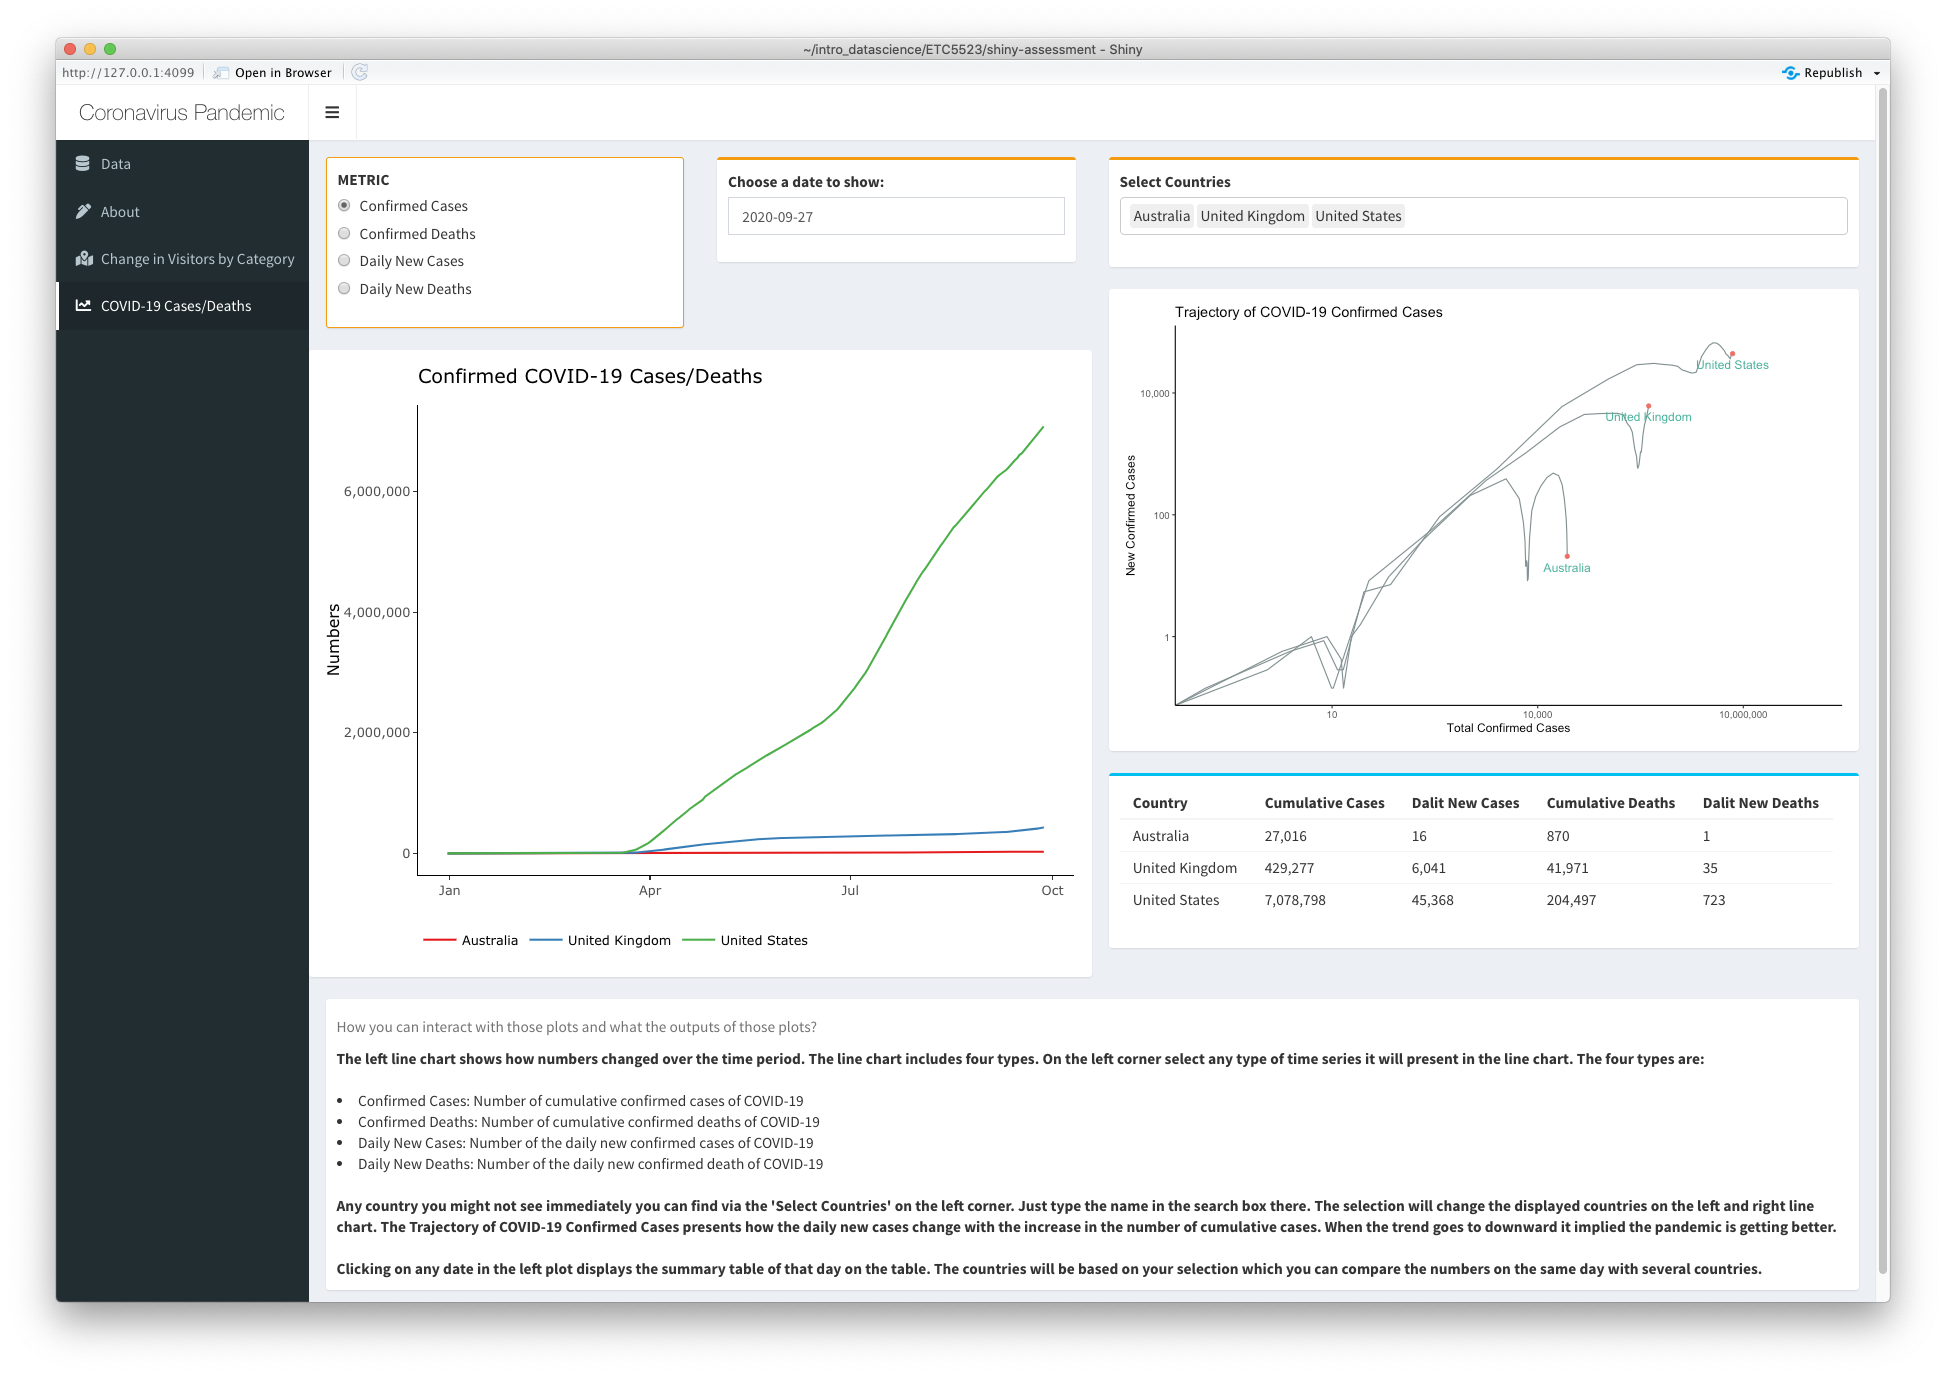 ~/intro_datascience/ETC5523/shiny-assessment - Shiny
http://127.0.0.1:4099
Open in Browser
Republish
Coronavirus Pandemic
Data
About
Change in Visitors by Category
COVID-19 Cases/Deaths
METRIC
Confirmed Cases
Confirmed Deaths
Daily New Cases
Daily New Deaths
Choose a date to show:
2020-09-27
Select Countries
Australia United Kingdom United States
Confirmed COVID-19 Cases/Deaths
Numbers
6,000,000
4,000,000
2,000,000
0
Jan Apr Jul Oct
Australia United Kingdom United States
Trajectory of COVID-19 Confirmed Cases
New Confirmed Cases
10,000
100
1
United States
United Kingdom
Australia
10 10,000 10,000,000
Total Confirmed Cases
Country Cumulative Cases Dalit New Cases Cumulative Deaths Dalit New Deaths
Australia 27,016 16 870 1
United Kingdom 429,277 6,041 41,971 35
United States 7,078,798 45,368 204,497 723
How you can interact with those plots and what the outputs of those plots?
The left line chart shows how numbers changed over the time period. The line chart includes four types. On the left corner select any type of time series it will present in the line chart. The four types are:
• Confirmed Cases: Number of cumulative confirmed cases of COVID-19
• Confirmed Deaths: Number of cumulative confirmed deaths of COVID-19
• Daily New Cases: Number of the daily new confirmed cases of COVID-19
• Daily New Deaths: Number of the daily new confirmed death of COVID-19
Any country you might not see immediately you can find via the 'Select Countries' on the left corner. Just type the name in the search box there. The selection will change the displayed countries on the left and right line
chart. The Trajectory of COVID-19 Confirmed Cases presents how the daily new cases change with the increase in the number of cumulative cases. When the trend goes to downward it implied the pandemic is getting better.
Clicking on any date in the left plot displays the summary table of that day on the table. The countries will be based on your selection which you can compare the numbers on the same day with several countries.